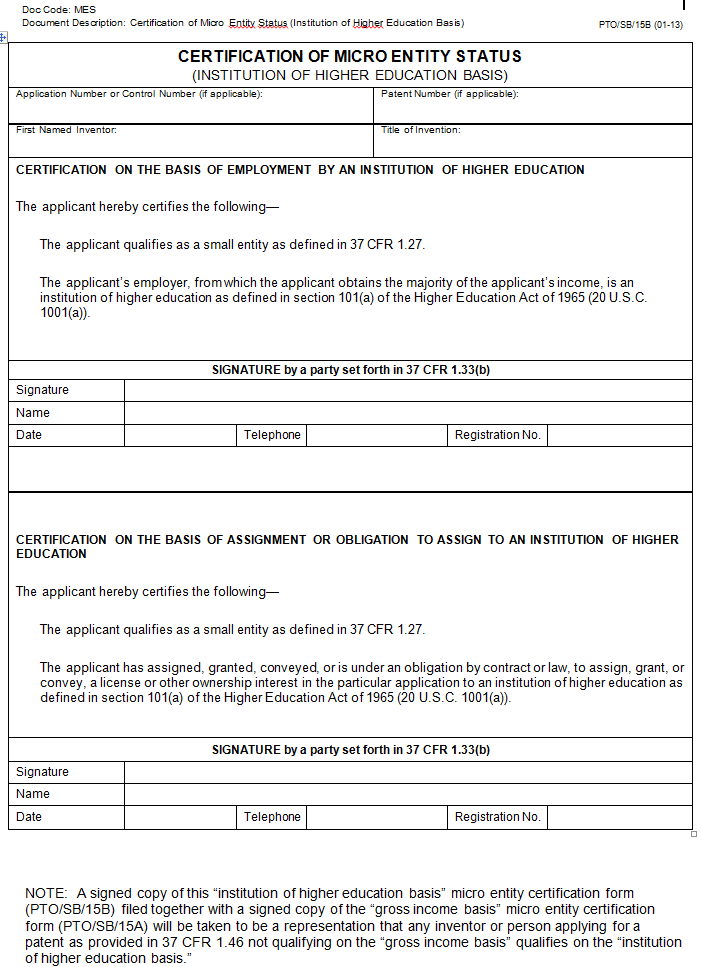 Doc Code: MES
Document Description: Certification of Micro Entity Status (Institution of Higher Education Basis)
PTO/SB/15B (01-13)
CERTIFICATION OF MICRO ENTITY STATUS
(INSTITUTION OF HIGHER EDUCATION BASIS)
Application Number or Control Number (if applicable):
Patent Number (if applicable):
First Named Inventor:
Title of Invention:
CERTIFICATION ON THE BASIS OF EMPLOYMENT BY AN INSTITUTION OF HIGHER EDUCATION
The applicant hereby certifies the following—
The applicant qualifies as a small entity as defined in 37 CFR 1.27.
The applicant's employer, from which the applicant obtains the majority of the applicant's income, is an
institution of higher education as defined in section 101(a) of the Higher Education Act of 1965 (20 U.S.C.
1001(a)).
SIGNATURE by a party set forth in 37 CFR 1.33(b)
Signature
Name
Date Telephone Registration No.
CERTIFICATION ON THE BASIS OF ASSIGNMENT OR OBLIGATION TO ASSIGN TO AN INSTITUTION OF HIGHER
EDUCATION
The applicant hereby certifies the following—
The applicant qualifies as a small entity as defined in 37 CFR 1.27.
The applicant has assigned, granted, conveyed, or is under an obligation by contract or law, to assign, grant, or
convey, a license or other ownership interest in the particular application to an institution of higher education as
defined in section 101(a) of the Higher Education Act of 1965 (20 U.S.C. 1001(a)).
SIGNATURE by a party set forth in 37 CFR 1.33(b)
Signature
Name
Date Telephone Registration No.
NOTE: A signed copy of this “institution of higher education basis” micro entity certification form
(PTO/SB/15B) filed together with a signed copy of the “gross income basis” micro entity certification
form (PTO/SB/15A) will be taken to be a representation that any inventor or person applying for a
patent as provided in 37 CFR 1.46 not qualifying on the “gross income basis” qualifies on the “institution
of higher education basis.”